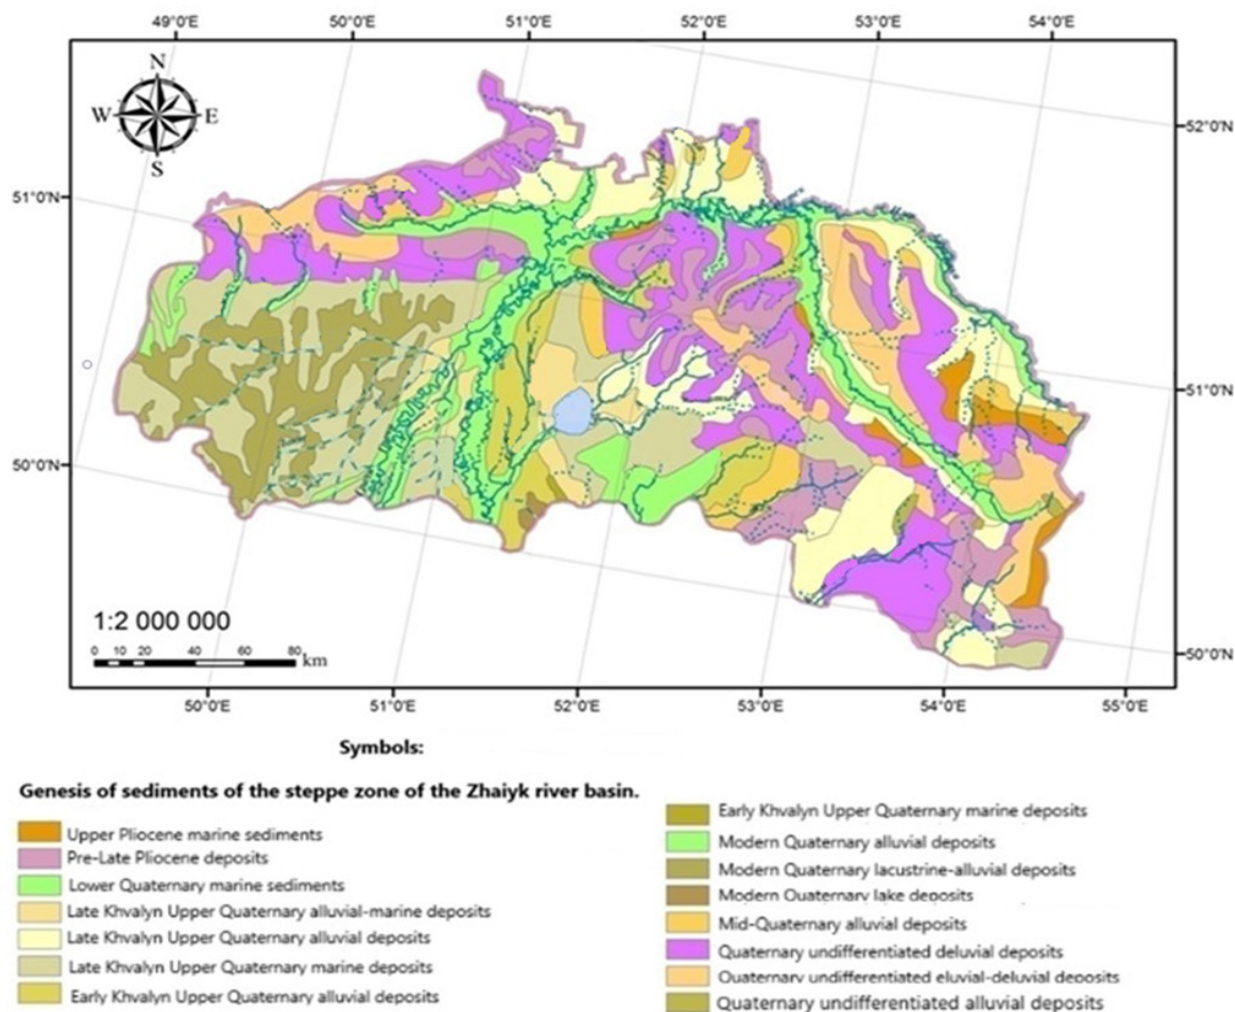 49°0'E 50°0'E 51°0'E 52°0'E 53°0'E 54°0'E
N
W E
S
52°0'N
51°0'N
51°0'N
50°0'N
50°0'N
1:2 000 000
0 10 20 40 60 80 km
50°0'E 51°0'E 52°0'E 53°0'E 54°0'E 55°0'E
Symbols:
Genesis of sediments of the steppe zone of the Zhaiyk river basin.
Upper Pliocene marine sediments
Pre-Late Pliocene deposits
Lower Quaternary marine sediments
Late Khvalyn Upper Quaternary alluvial-marine deposits
Late Khvalyn Upper Quaternary alluvial deposits
Late Khvalyn Upper Quaternary marine deposits
Early Khvalyn Upper Quaternary alluvial deposits
Early Khvalyn Upper Quaternary marine deposits
Modern Quaternary alluvial deposits
Modern Quaternary lacustrine-alluvial deposits
Modern Quaternary lake deposits
Mid-Quaternary alluvial deposits
Quaternary undifferentiated deluvial deposits
Quaternary undifferentiated eluvial-deluvial deposits
Quaternary undifferentiated alluvial deposits